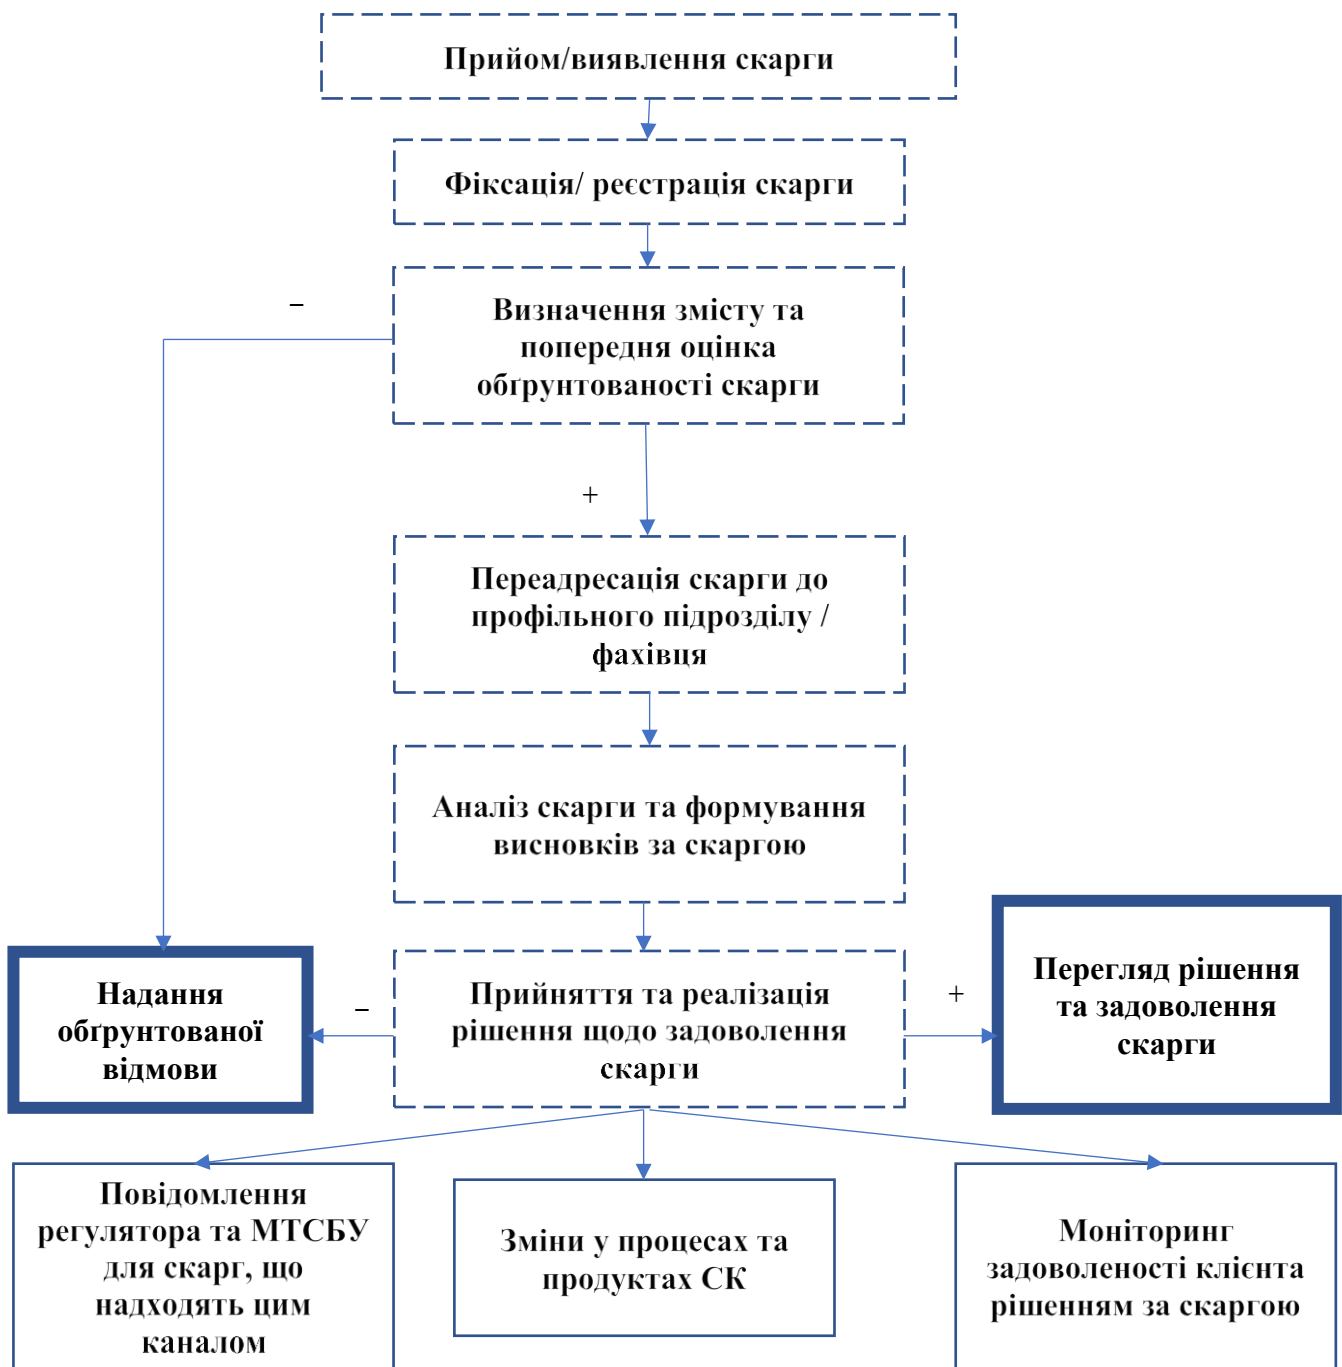 Прийом/виявлення скарги
Фіксація/ реєстрація скарги
–
Визначення змісту та
попередня оцінка
обґрунтованості скарги
+
Переадресація скарги до
профільного підрозділу /
фахівця
Аналіз скарги та формування
висновків за скаргою
Надання
обґрунтованої
відмови
–
Прийняття та реалізація
рішення щодо задоволення
скарги
+
Перегляд рішення
та задоволення
скарги
Повідомлення
регулятора та МТСБУ
для скарг, що
надходять цим
каналом
Зміни у процесах та
продуктах СК
Моніторинг
задоволеності клієнта
рішенням за скаргою